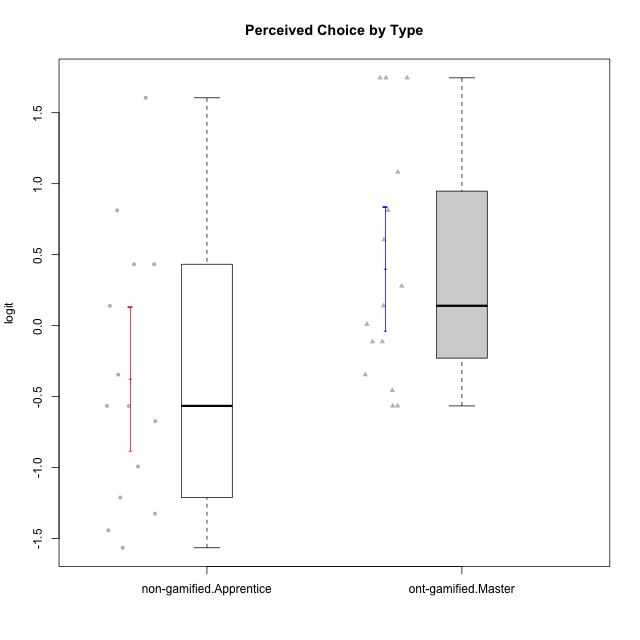 Perceived Choice by Type
logit
1.5
1.0
0.5
0.0
-0.5
-1.0
-1.5
non-gamified.Apprentice
ont-gamified.Master